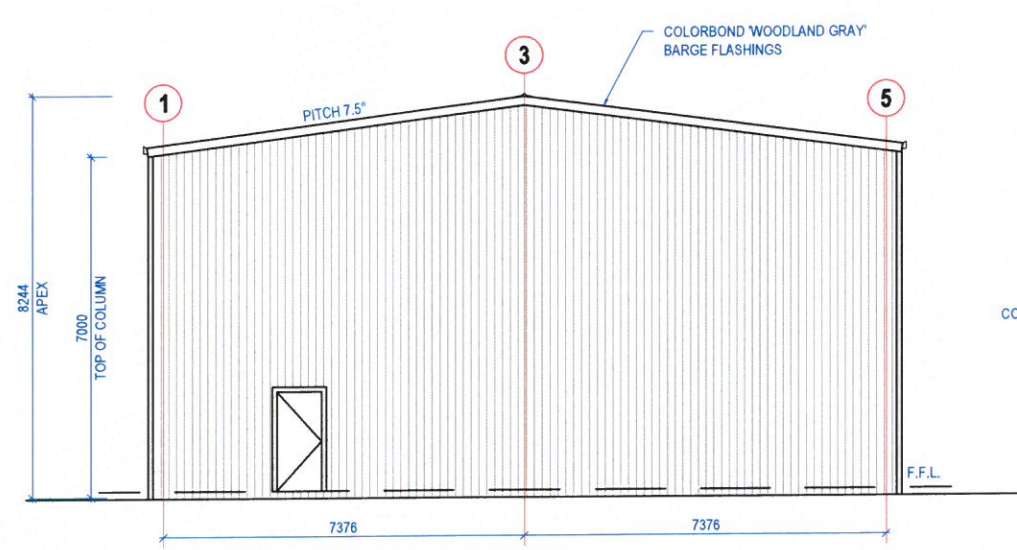 COLORBOND 'WOODLAND GRAY'
BARGE FLASHINGS
3
1
5
PITCH 7.5°
8244
APEX
7000
TOP OF COLUMN
CO
F.F.L.
7376
7376